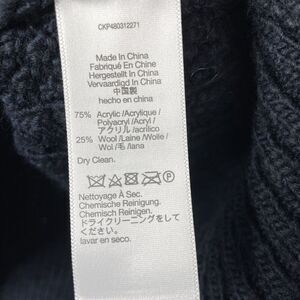 CKP480312271
Made In China
Fabriqué En Chine
Hergestellt In China
Vervaardigd In China
中国製
hecho en china
75% Acrylic /Acrylique /
Polyacryl /Acryl /
アクリル /acrílico
25% Wool /Laine /Wolle /
Wol /毛 /lana
Dry Clean.
P
Nettoyage À Sec.
Chemische Reinigung.
Chemisch Reinigen.
ドライクリーニングをして
ください。
lavar en seco.